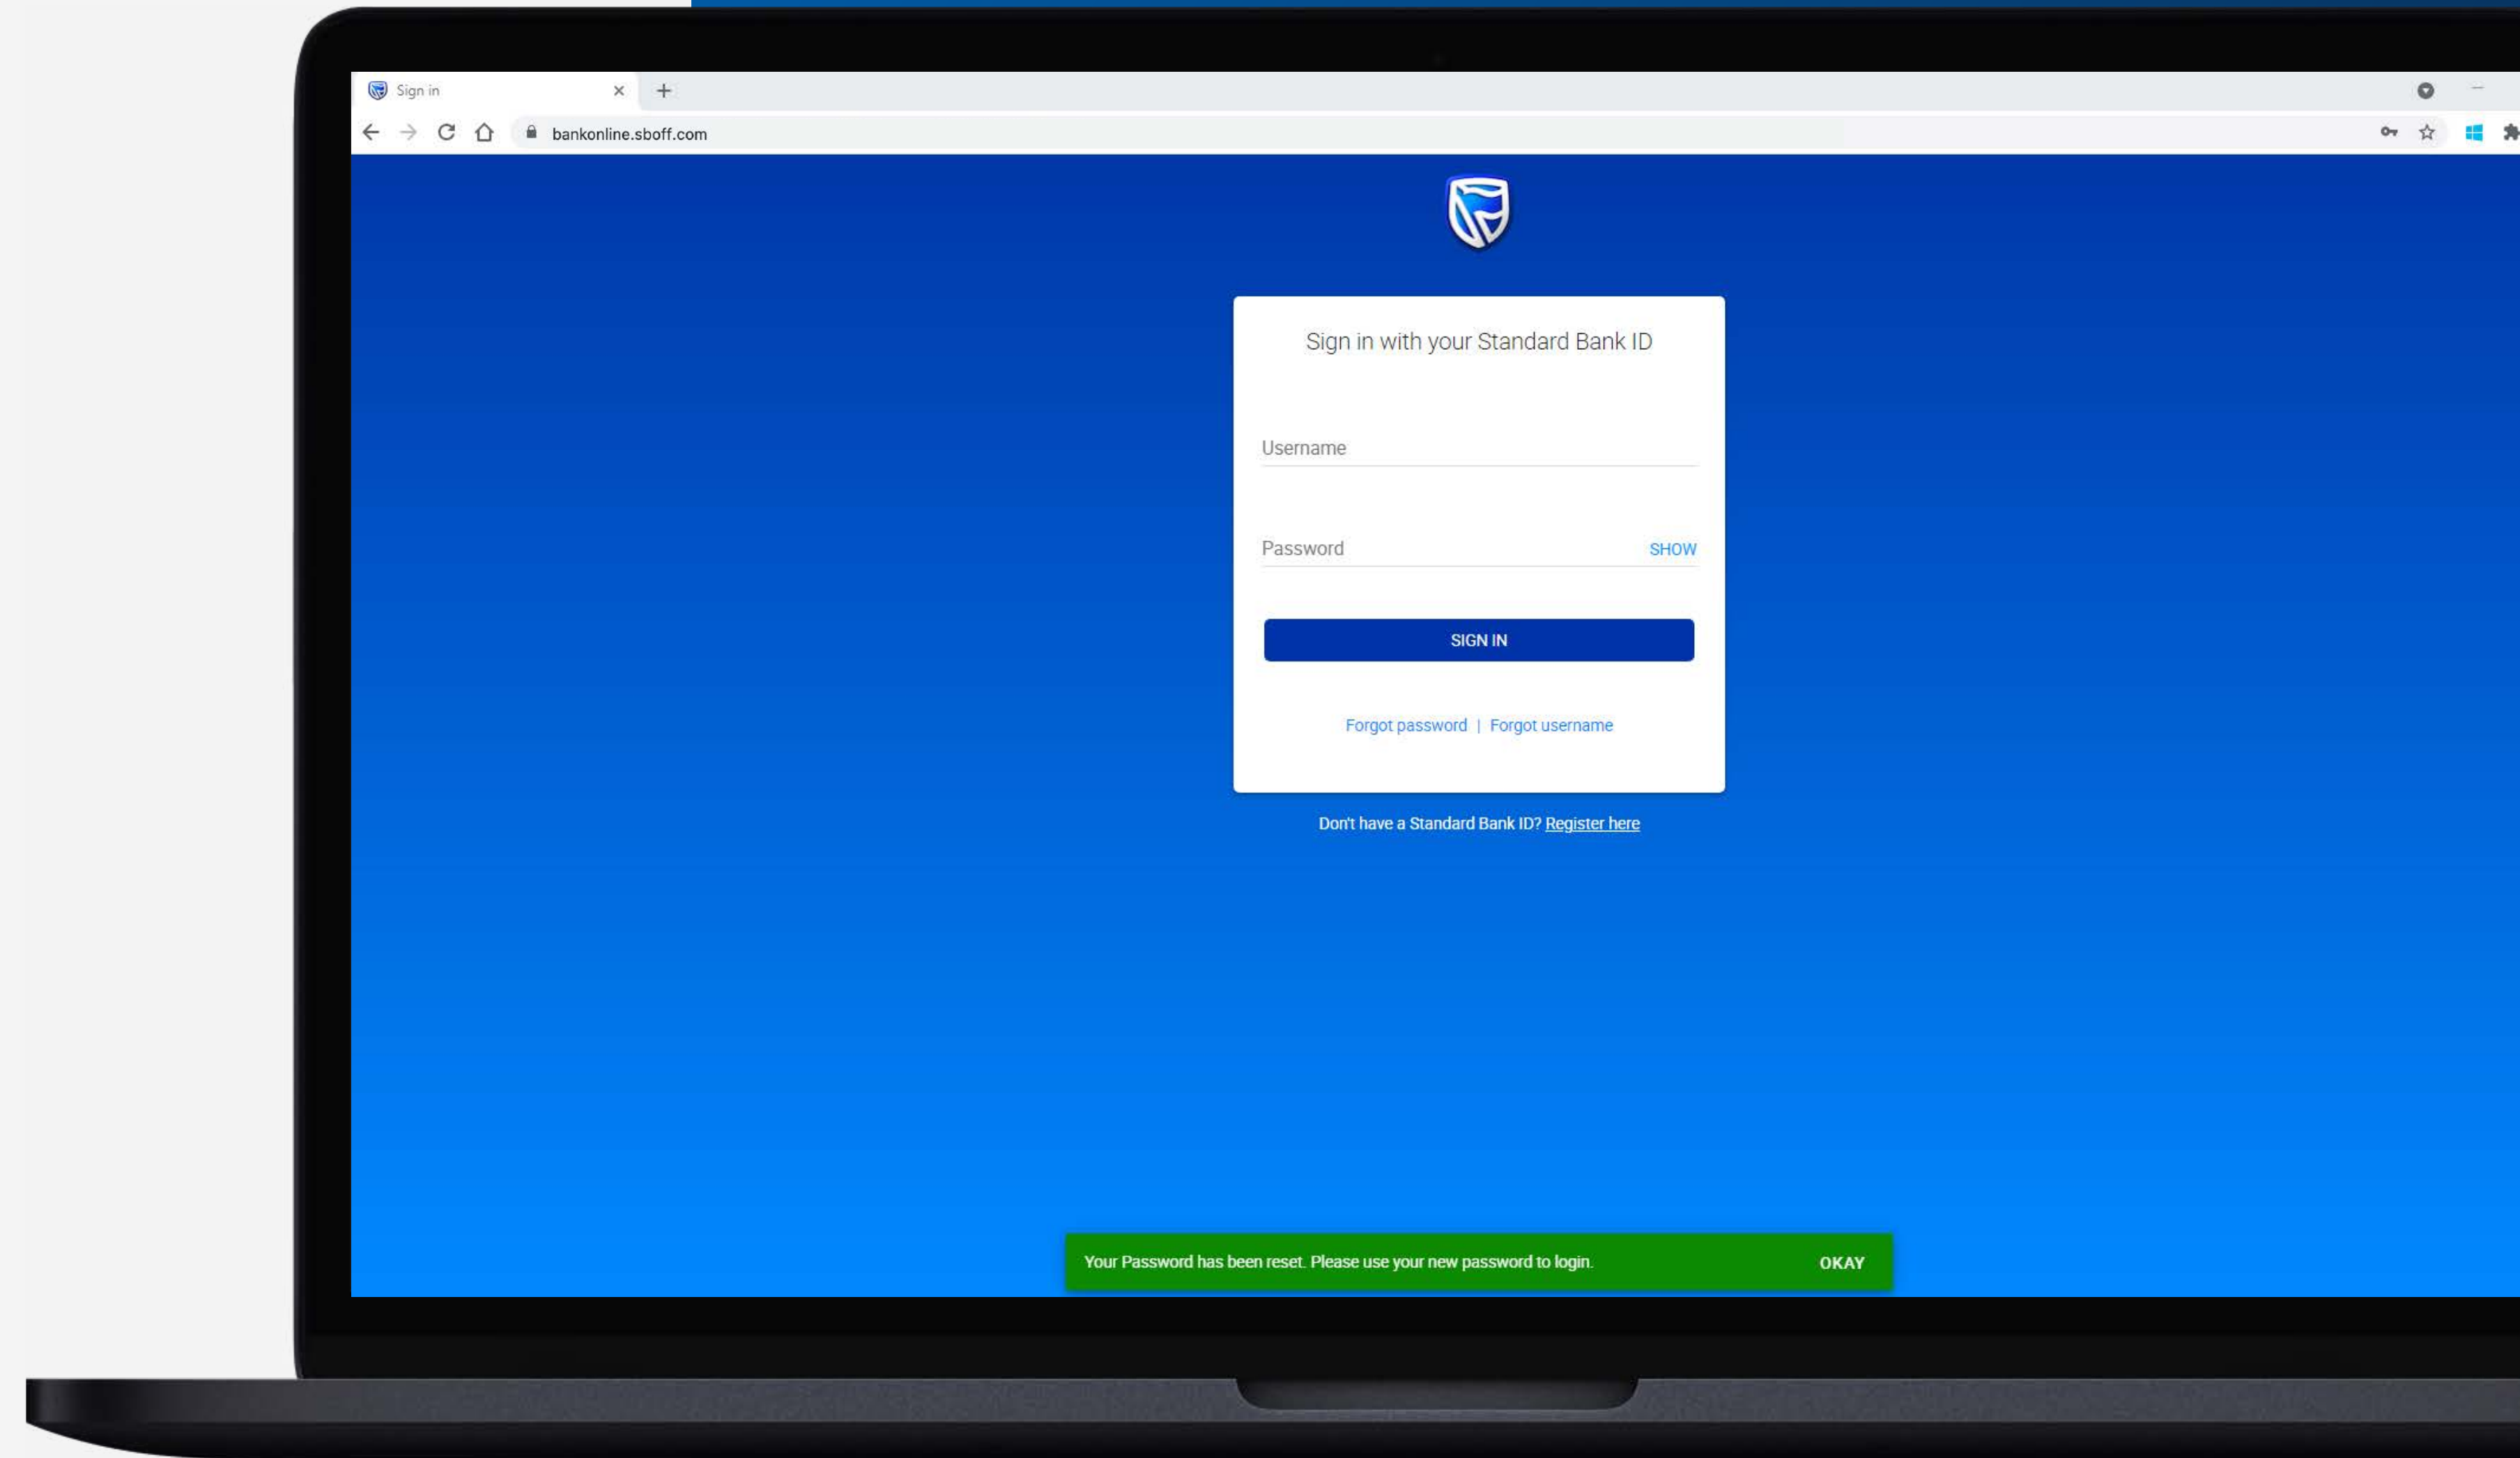 Sign in
bankonline.sboff.com
Sign in with your Standard Bank ID
Username
Password SHOW
SIGN IN
Forgot password | Forgot username
Don't have a Standard Bank ID? Register here
Your Password has been reset. Please use your new password to login. OKAY